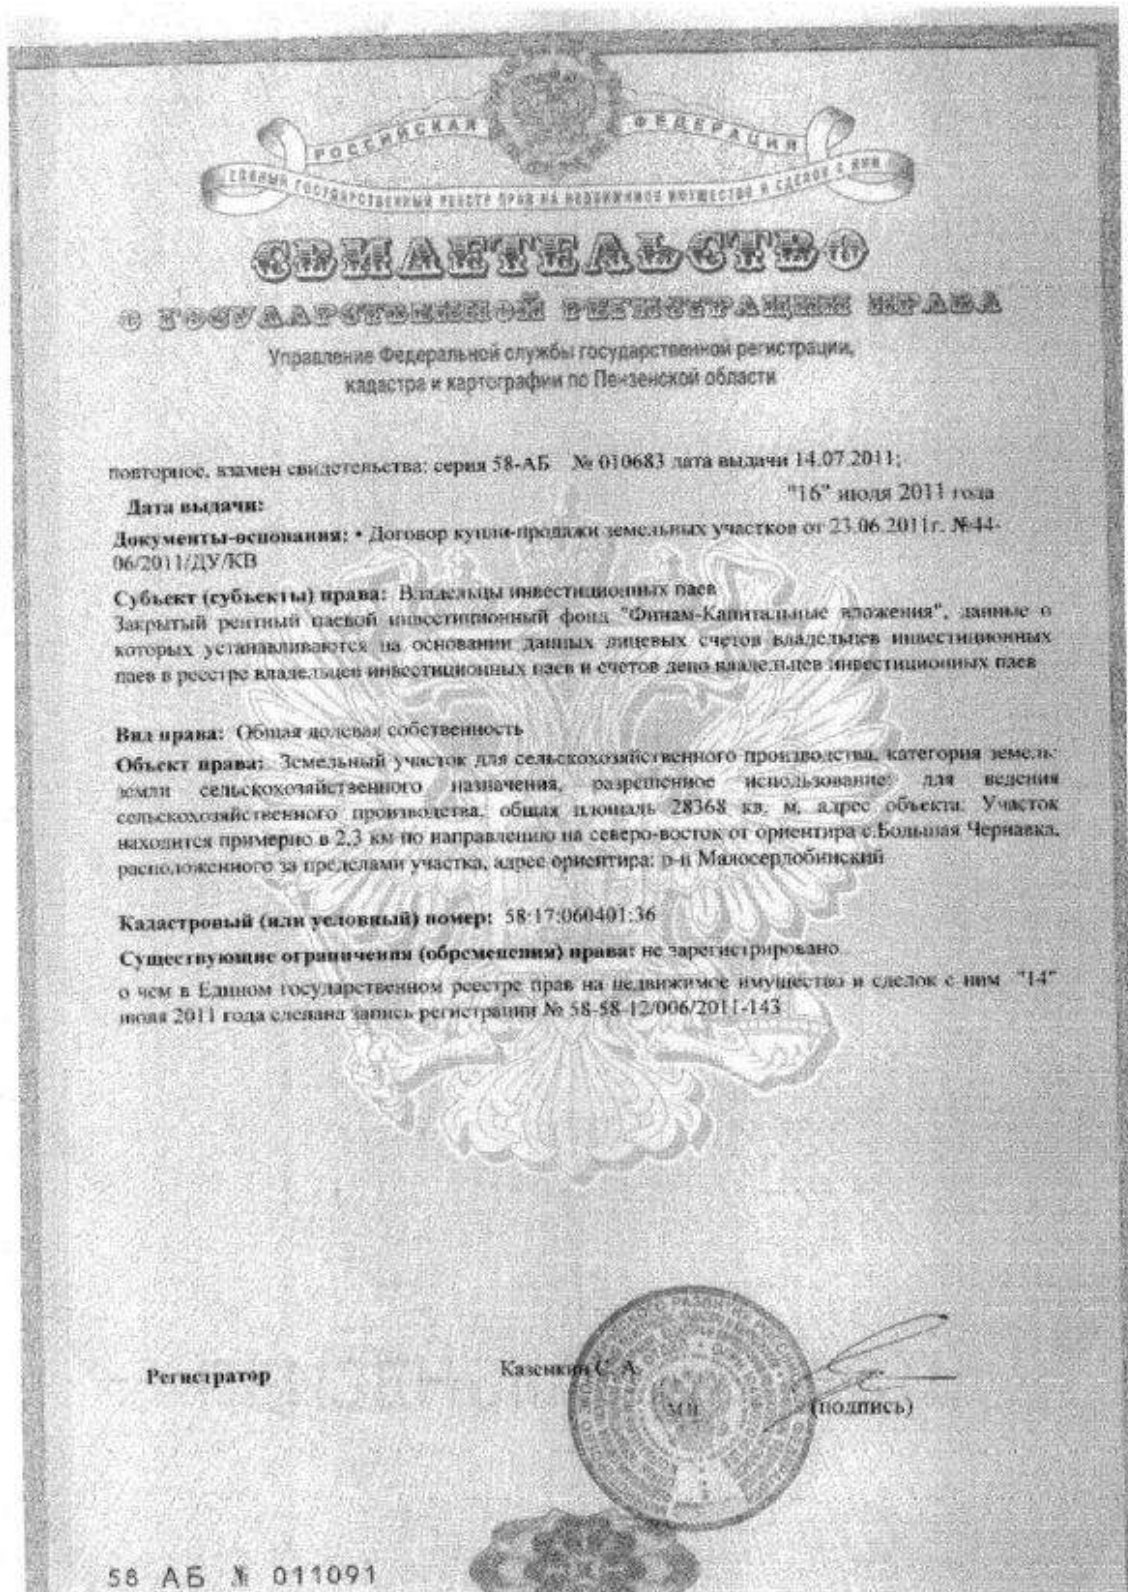 РОССИЙСКАЯ ФЕДЕРАЦИЯ
ЕДИНЫЙ ГОСУДАРСТВЕННЫЙ РЕЕСТР ПРАВ НА НЕДВИЖИМОЕ ИМУЩЕСТВО И СДЕЛОК С НИМ
СВИДЕТЕЛЬСТВО
О ГОСУДАРСТВЕННОЙ РЕГИСТРАЦИИ ПРАВА
Управление Федеральной службы государственной регистрации,
кадастра и картографии по Пензенской области
повторное, взамен свидетельства: серия 58-АБ № 010683 дата выдачи 14.07.2011;
Дата выдачи: "16" июля 2011 года
Документы-основания: • Договор купли-продажи земельных участков от 23.06.2011г. №44-
06/2011/ДУ/КВ
Субъект (субъекты) права: Владельцы инвестиционных паев
Закрытый рентный паевой инвестиционный фонд "Финам-Капитальные вложения", данные о
которых устанавливаются на основании данных лицевых счетов владельцев инвестиционных
паев в реестре владельцев инвестиционных паев и счетов депо владельцев инвестиционных паев
Вид права: Общая долевая собственность
Объект права: Земельный участок для сельскохозяйственного производства, категория земель:
земли сельскохозяйственного назначения, разрешенное использование: для ведения
сельскохозяйственного производства, общая площадь 28368 кв. м, адрес объекта: Участок
находится примерно в 2,3 км по направлению на северо-восток от ориентира с.Большая Чернавка,
расположенного за пределами участка, адрес ориентира: р-н Малосердобинский
Кадастровый (или условный) номер: 58:17:060401:36
Существующие ограничения (обременения) права: не зарегистрировано
о чем в Едином государственном реестре прав на недвижимое имущество и сделок с ним "14"
июля 2011 года сделана запись регистрации № 58-58-12/006/2011-143
Регистратор Казенкин С. А.
М.П. (подпись)
58 АБ № 011091